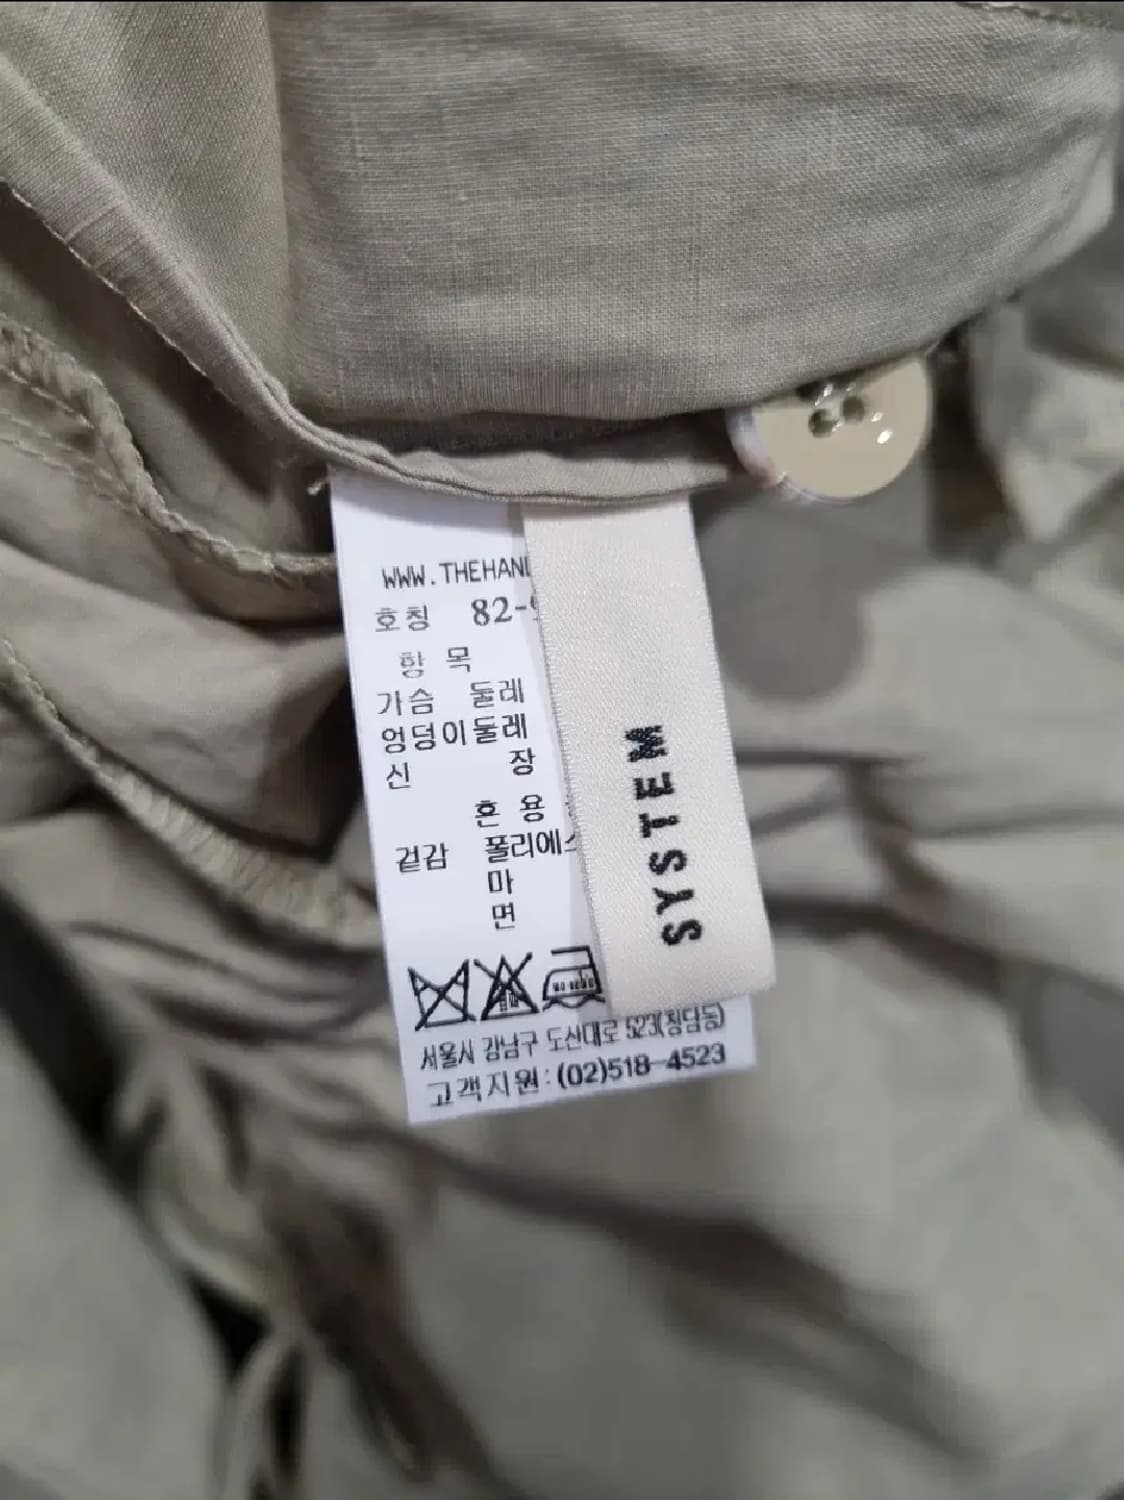 WWW.THEHAN
호칭 82-
항 목
가슴 둘레
엉덩이둘레
신 장
혼 용
겉감 폴리에스
마
면
서울시 강남구 도산대로 523(청담동)
고객지원:(02)518-4523
SYSTEM